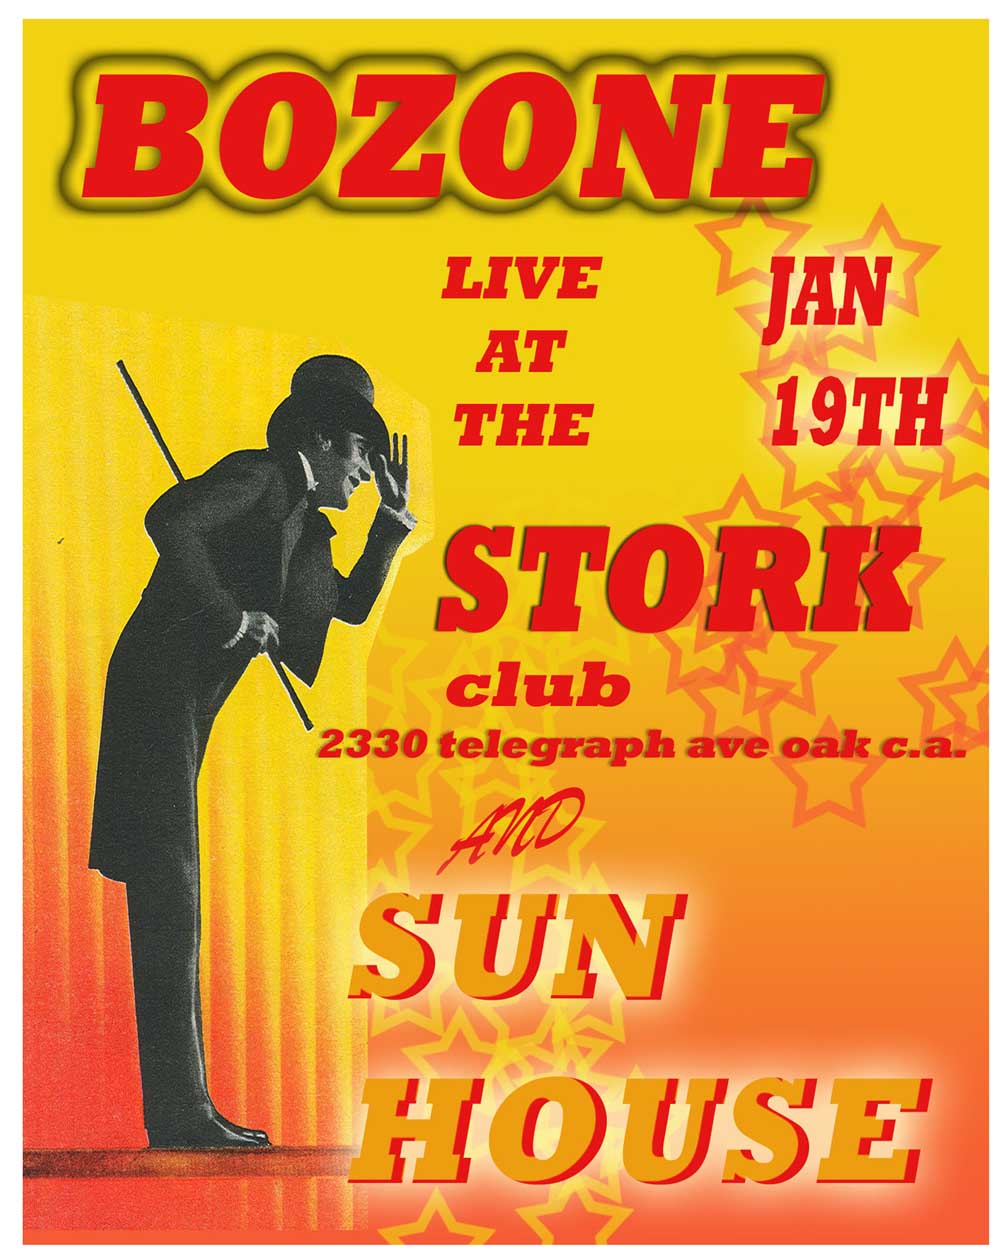 BOZONE
LIVE
AT
THE
JAN
19TH
STORK
club
2330 telegraph ave oak c.a.
AND
SUN
HOUSE